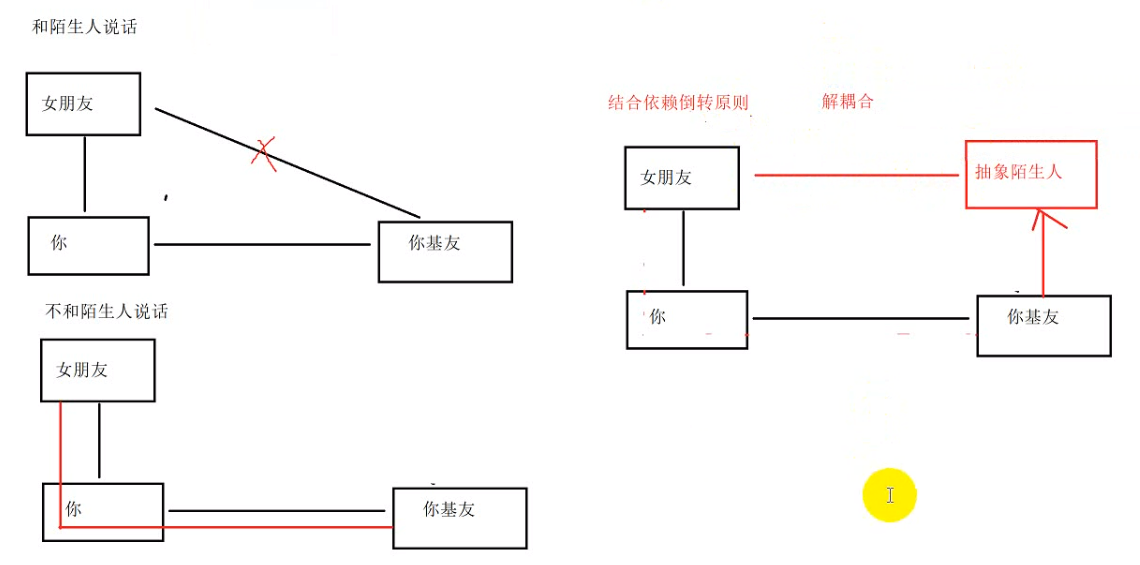 和陌生人说话
女朋友
你
你基友
不和陌生人说话
女朋友
你
你基友
结合依赖倒转原则 解耦合
女朋友
抽象陌生人
你
你基友